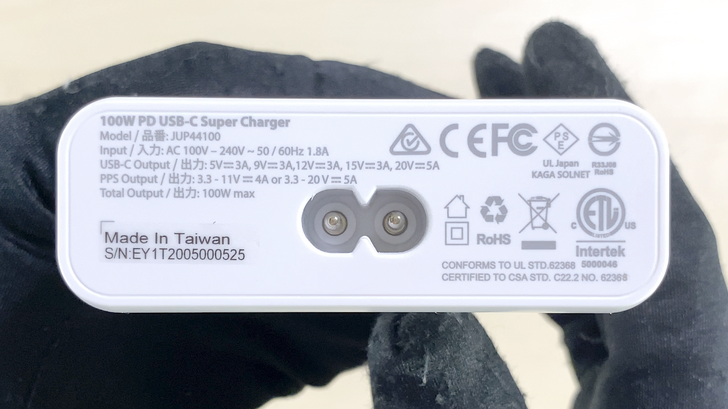 100W PD USB-C Super Charger
Model / 品番: JUP44100
Input / 入力: AC 100V – 240V ~ 50 / 60Hz 1.8A
USB-C Output / 出力: 5V⎓3A, 9V⎓3A,12V⎓3A, 15V⎓3A, 20V⎓5A
PPS Output / 出力: 3.3 - 11V⎓ 4A or 3.3 - 20 V⎓ 5A
Total Output / 出力: 100W max
CE FC
PSE
UL Japan
KAGA SOLNET
R33J68
RoHS
Made In Taiwan
S/N:EY1T2005000525
RoHS
C ETL US
Intertek
5000046
CONFORMS TO UL STD.62368
CERTIFIED TO CSA STD. C22.2 NO. 62368